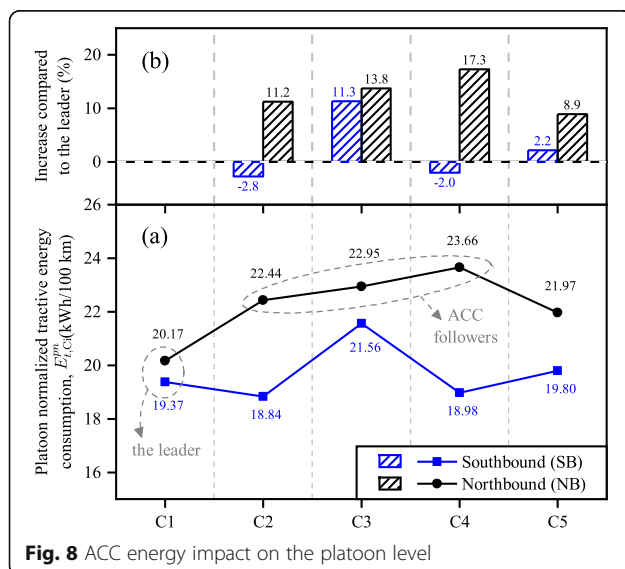 (b)
Increase compared
to the leader (%)
20
10
0
11.2
-2.8
11.3
13.8
-2.0
17.3
2.2
8.9
(a)
Platoon normalized tractive energy
consumption, E^{pn}_{t,Ci}(kWh/100 km)
26
24
22
20
18
16
20.17
22.44
22.95
23.66
21.97
19.37
18.84
21.56
18.98
19.80
ACC
followers
the leader
Southbound (SB)
Northbound (NB)
C1 C2 C3 C4 C5
Fig. 8 ACC energy impact on the platoon level